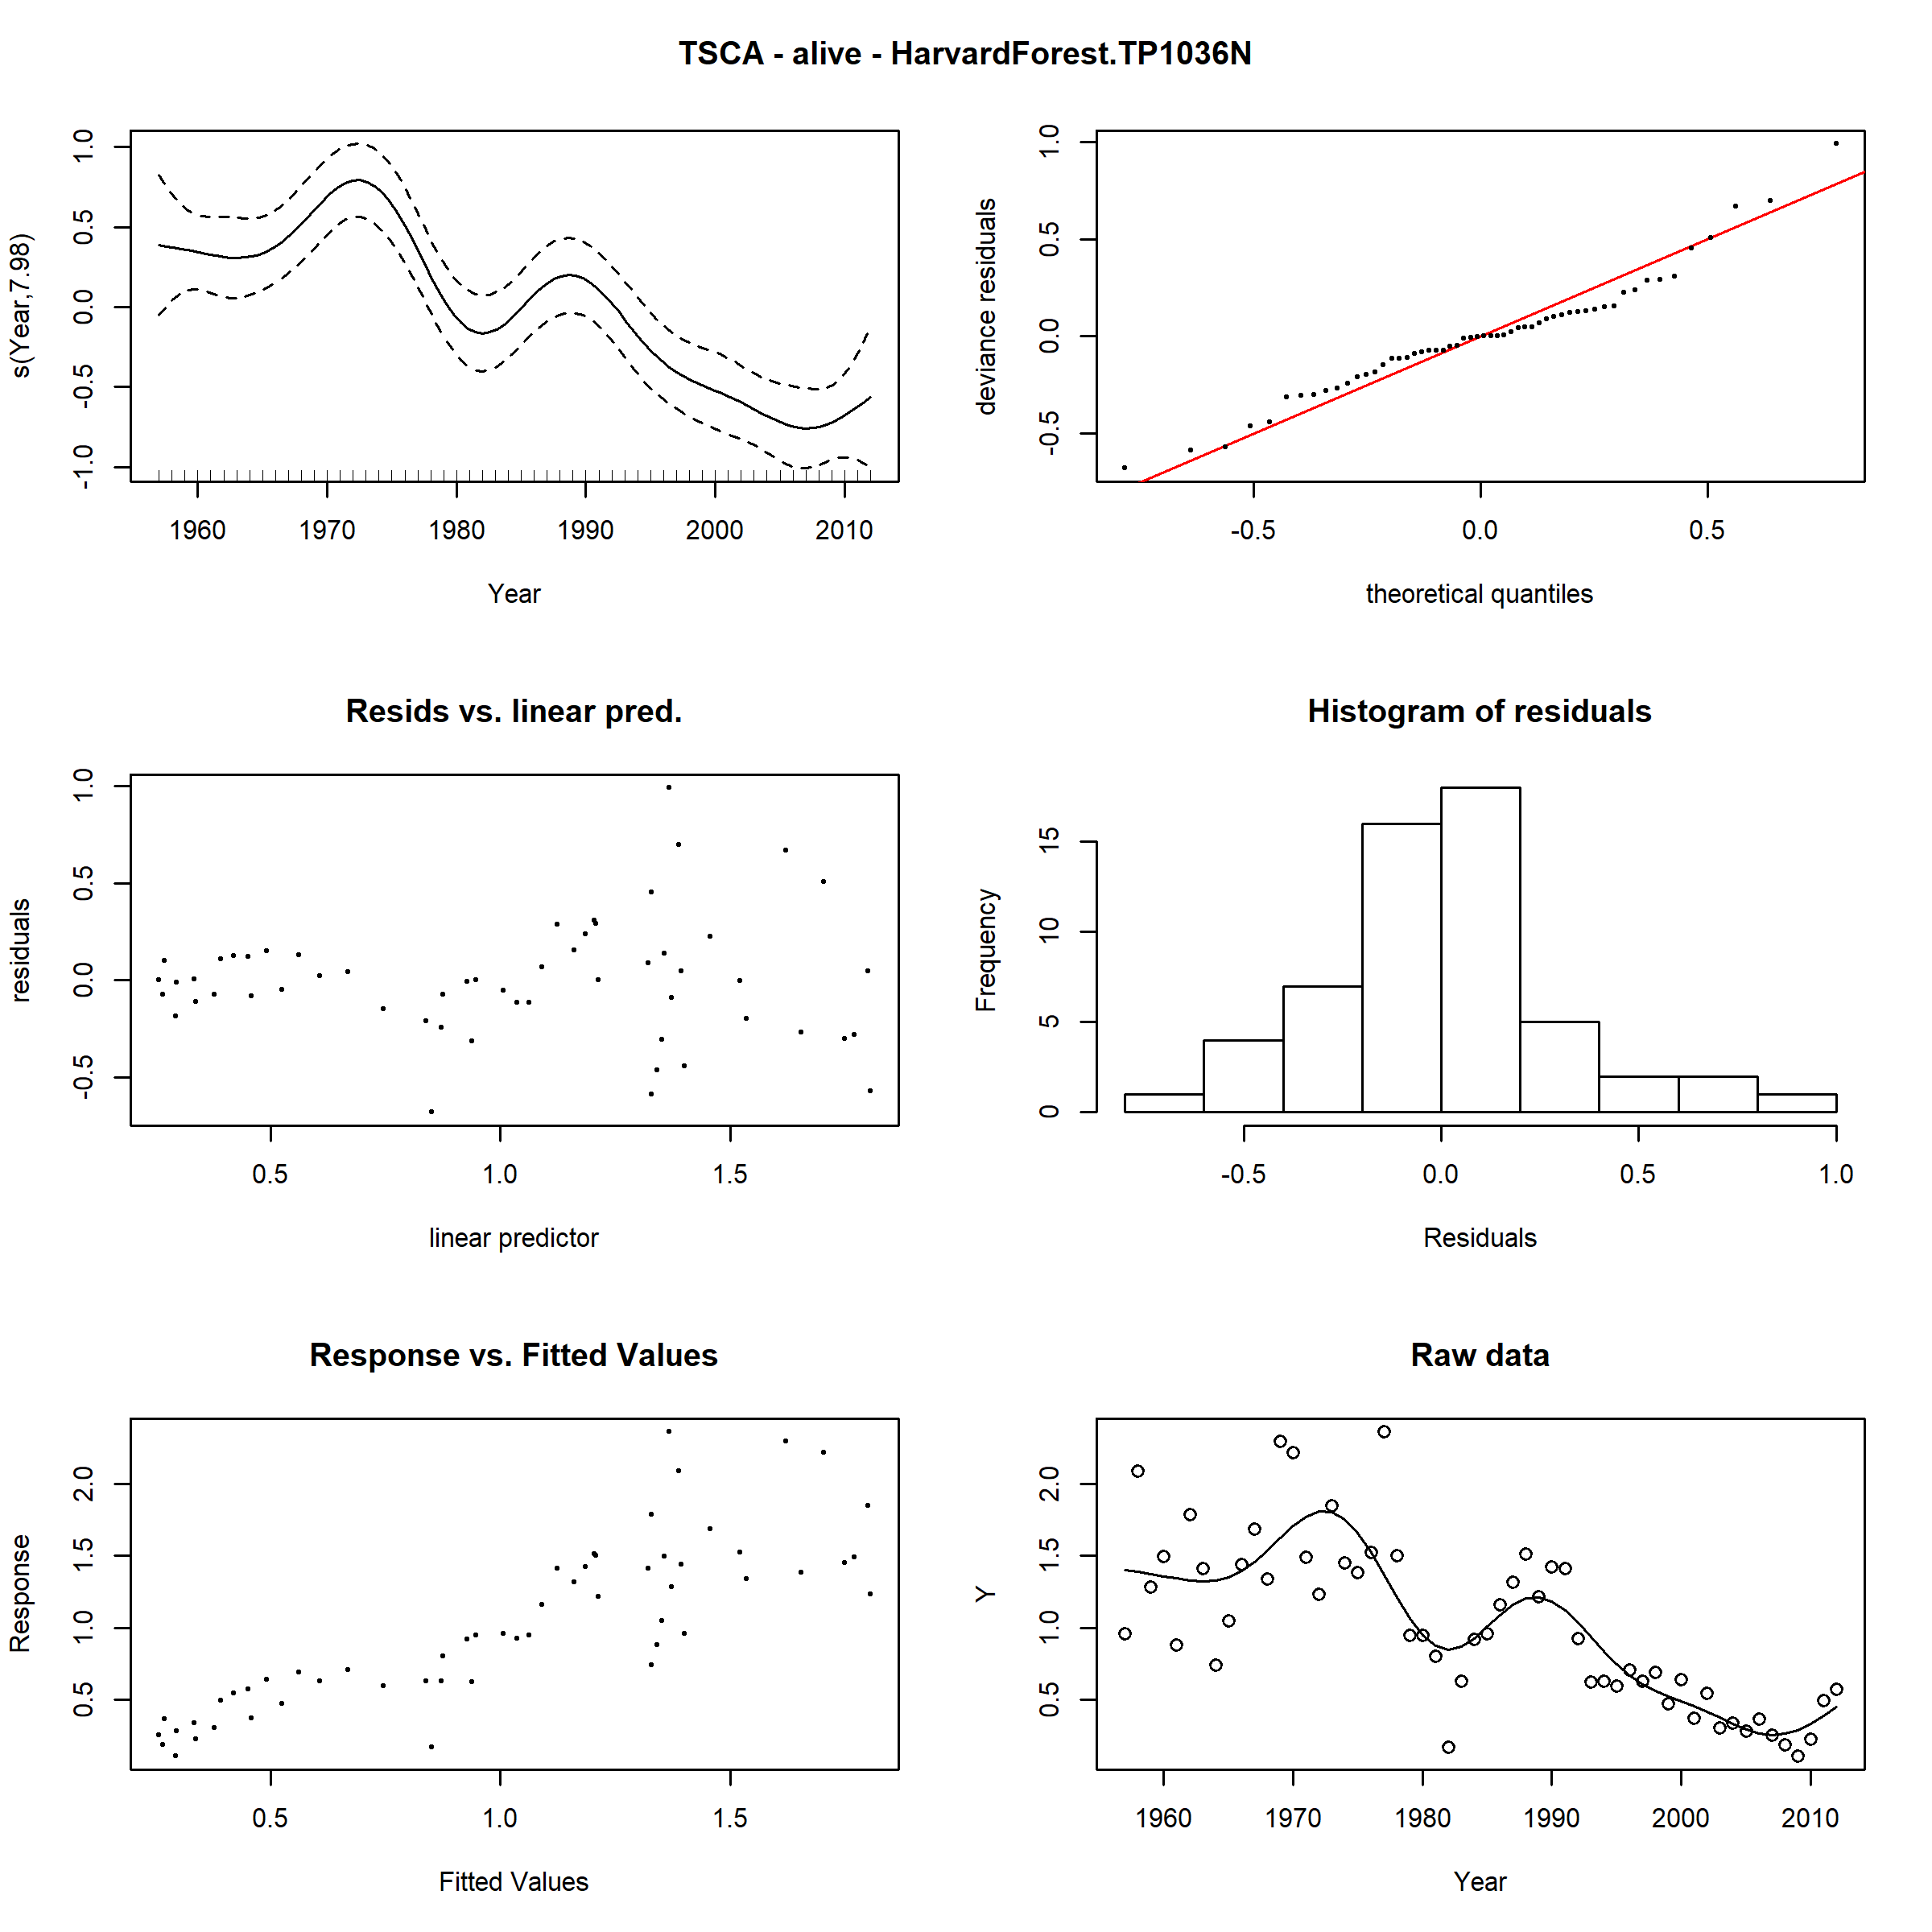 TSCA - alive - HarvardForest.TP1036N
s(Year,7.98)
1.0
0.5
0.0
-0.5
-1.0
1960 1970 1980 1990 2000 2010
Year
deviance residuals
1.0
0.5
0.0
-0.5
-0.5 0.0 0.5
theoretical quantiles
Resids vs. linear pred.
residuals
1.0
0.5
0.0
-0.5
0.5 1.0 1.5
linear predictor
Histogram of residuals
Frequency
15
10
5
0
-0.5 0.0 0.5 1.0
Residuals
Response vs. Fitted Values
Response
2.0
1.5
1.0
0.5
0.5 1.0 1.5
Fitted Values
Raw data
Y
2.0
1.5
1.0
0.5
1960 1970 1980 1990 2000 2010
Year